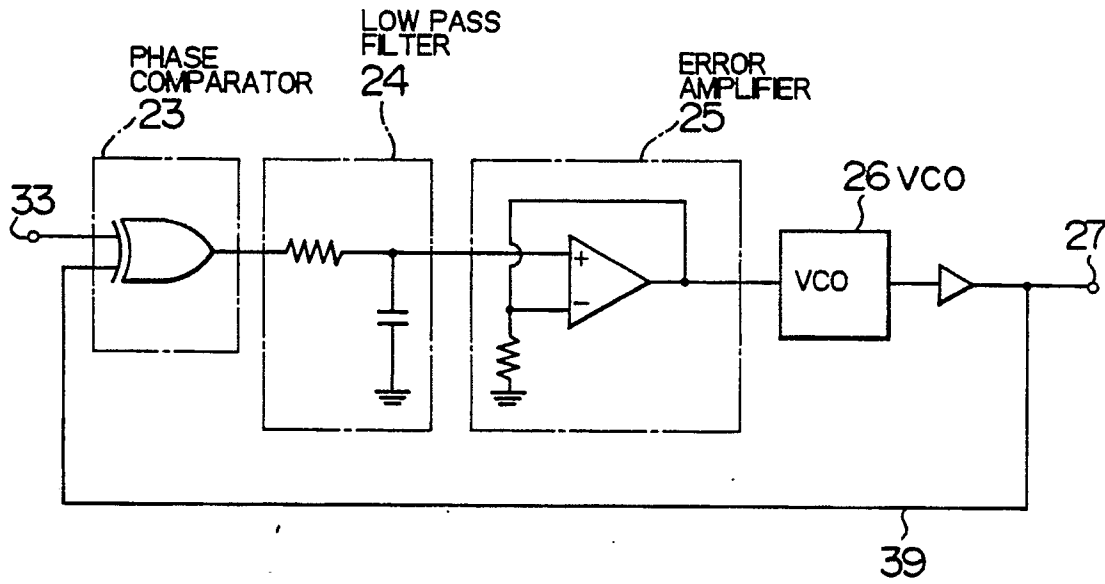 LOW PASS
FILTER
24
PHASE
COMPARATOR
23
ERROR
AMPLIFIER
25
26 VCO
33
27
+
−
VCO
39